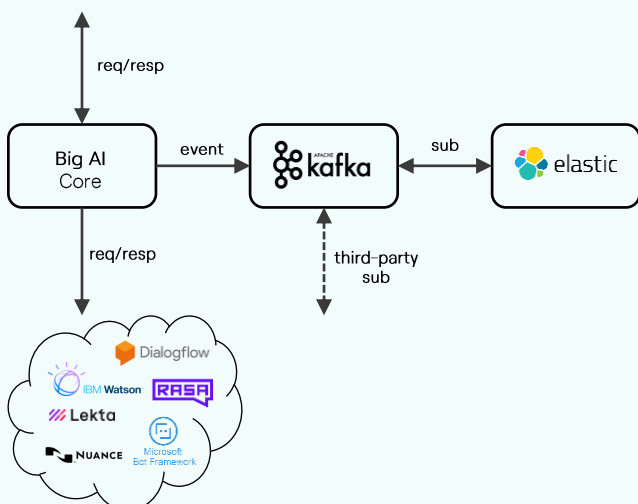 req/resp
Big AI
Core
event
APACHE
kafka
sub
elastic
req/resp
third-party
sub
Dialogflow
IBM Watson
RASA
Lekta
NUANCE
Microsoft
Bot Framework